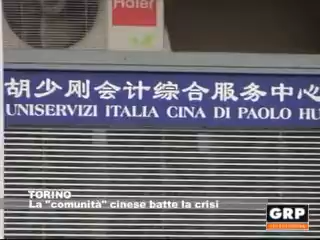 Haier
胡少刚会计综合服务中心
UNISERVIZI ITALIA CINA DI PAOLO HU
TORINO
La "comunità" cinese batte la crisi
GRP